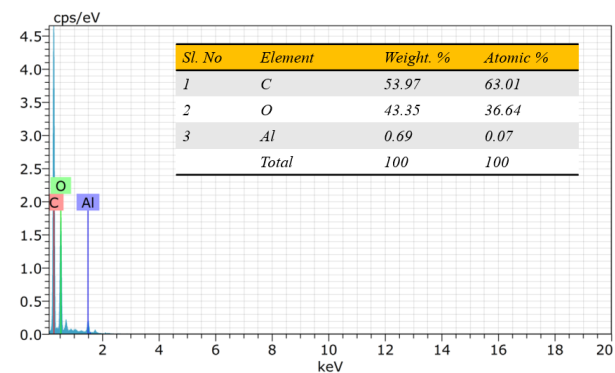 cps/eV
4.5
4.0
3.5
3.0
2.5
2.0
1.5
1.0
0.5
0.0
Sl. No Element Weight. % Atomic %
1 C 53.97 63.01
2 O 43.35 36.64
3 Al 0.69 0.07
Total 100 100
O
C Al
2 4 6 8 10 12 14 16 18 20
keV